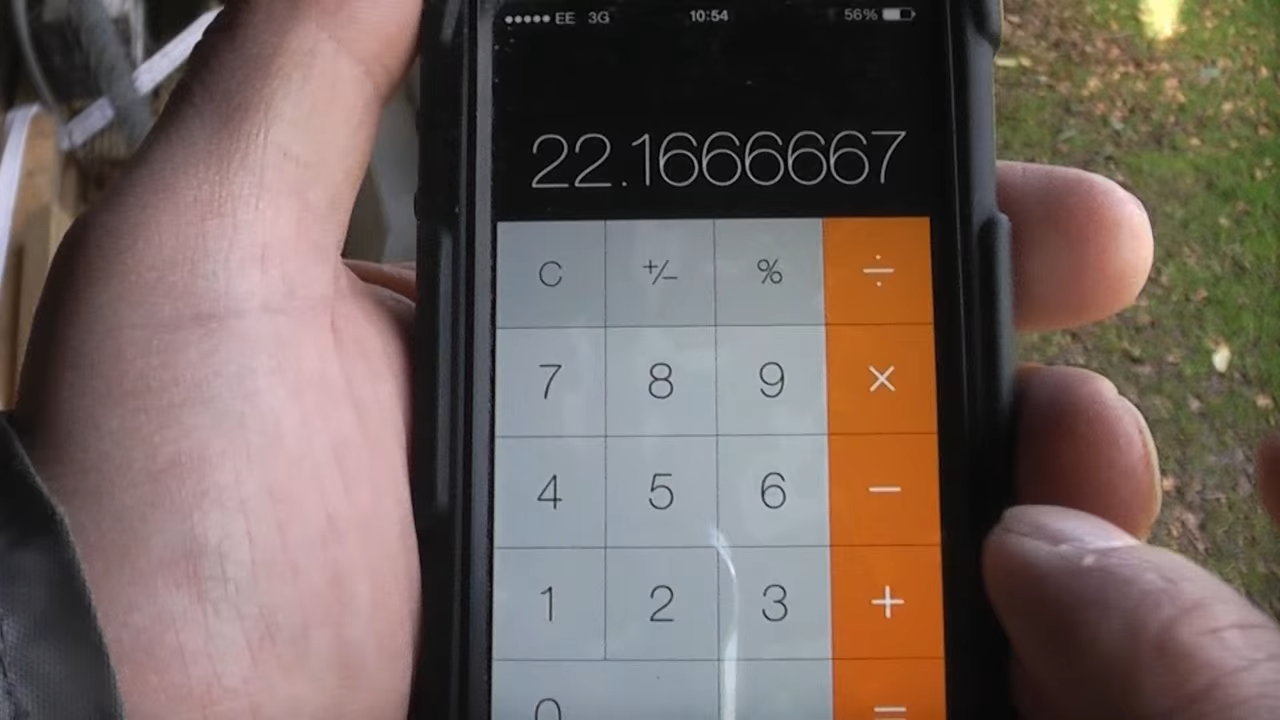 ●●●●● EE 3G 10:54 56%
22.1666667
C +/− % ÷
7 8 9 ×
4 5 6 −
1 2 3 +
0 =